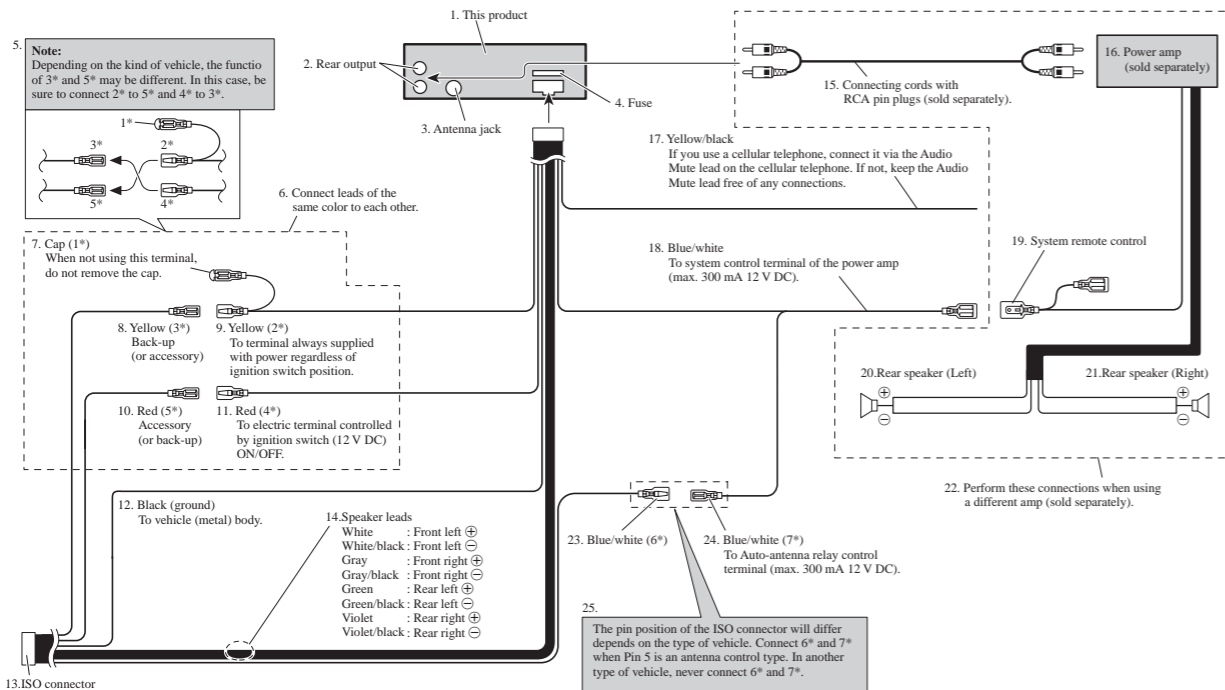 1. This product
2. Rear output
3. Antenna jack
4. Fuse
5.
Note:
Depending on the kind of vehicle, the functio
of 3* and 5* may be different. In this case, be
sure to connect 2* to 5* and 4* to 3*.
1*
3*
2*
5*
4*
6. Connect leads of the
same color to each other.
7. Cap (1*)
When not using this terminal,
do not remove the cap.
8. Yellow (3*)
Back-up
(or accessory)
9. Yellow (2*)
To terminal always supplied
with power regardless of
ignition switch position.
10. Red (5*)
Accessory
(or back-up)
11. Red (4*)
To electric terminal controlled
by ignition switch (12 V DC)
ON/OFF.
12. Black (ground)
To vehicle (metal) body.
13.ISO connector
14.Speaker leads
White : Front left ⊕
White/black : Front left ⊖
Gray : Front right ⊕
Gray/black : Front right ⊖
Green : Rear left ⊕
Green/black : Rear left ⊖
Violet : Rear right ⊕
Violet/black : Rear right ⊖
15. Connecting cords with
RCA pin plugs (sold separately).
16. Power amp
(sold separately)
17. Yellow/black
If you use a cellular telephone, connect it via the Audio
Mute lead on the cellular telephone. If not, keep the Audio
Mute lead free of any connections.
18. Blue/white
To system control terminal of the power amp
(max. 300 mA 12 V DC).
19. System remote control
20.Rear speaker (Left)
⊕
⊖
21.Rear speaker (Right)
⊕
⊖
22. Perform these connections when using
a different amp (sold separately).
23. Blue/white (6*)
24. Blue/white (7*)
To Auto-antenna relay control
terminal (max. 300 mA 12 V DC).
25.
The pin position of the ISO connector will differ
depends on the type of vehicle. Connect 6* and 7*
when Pin 5 is an antenna control type. In another
type of vehicle, never connect 6* and 7*.